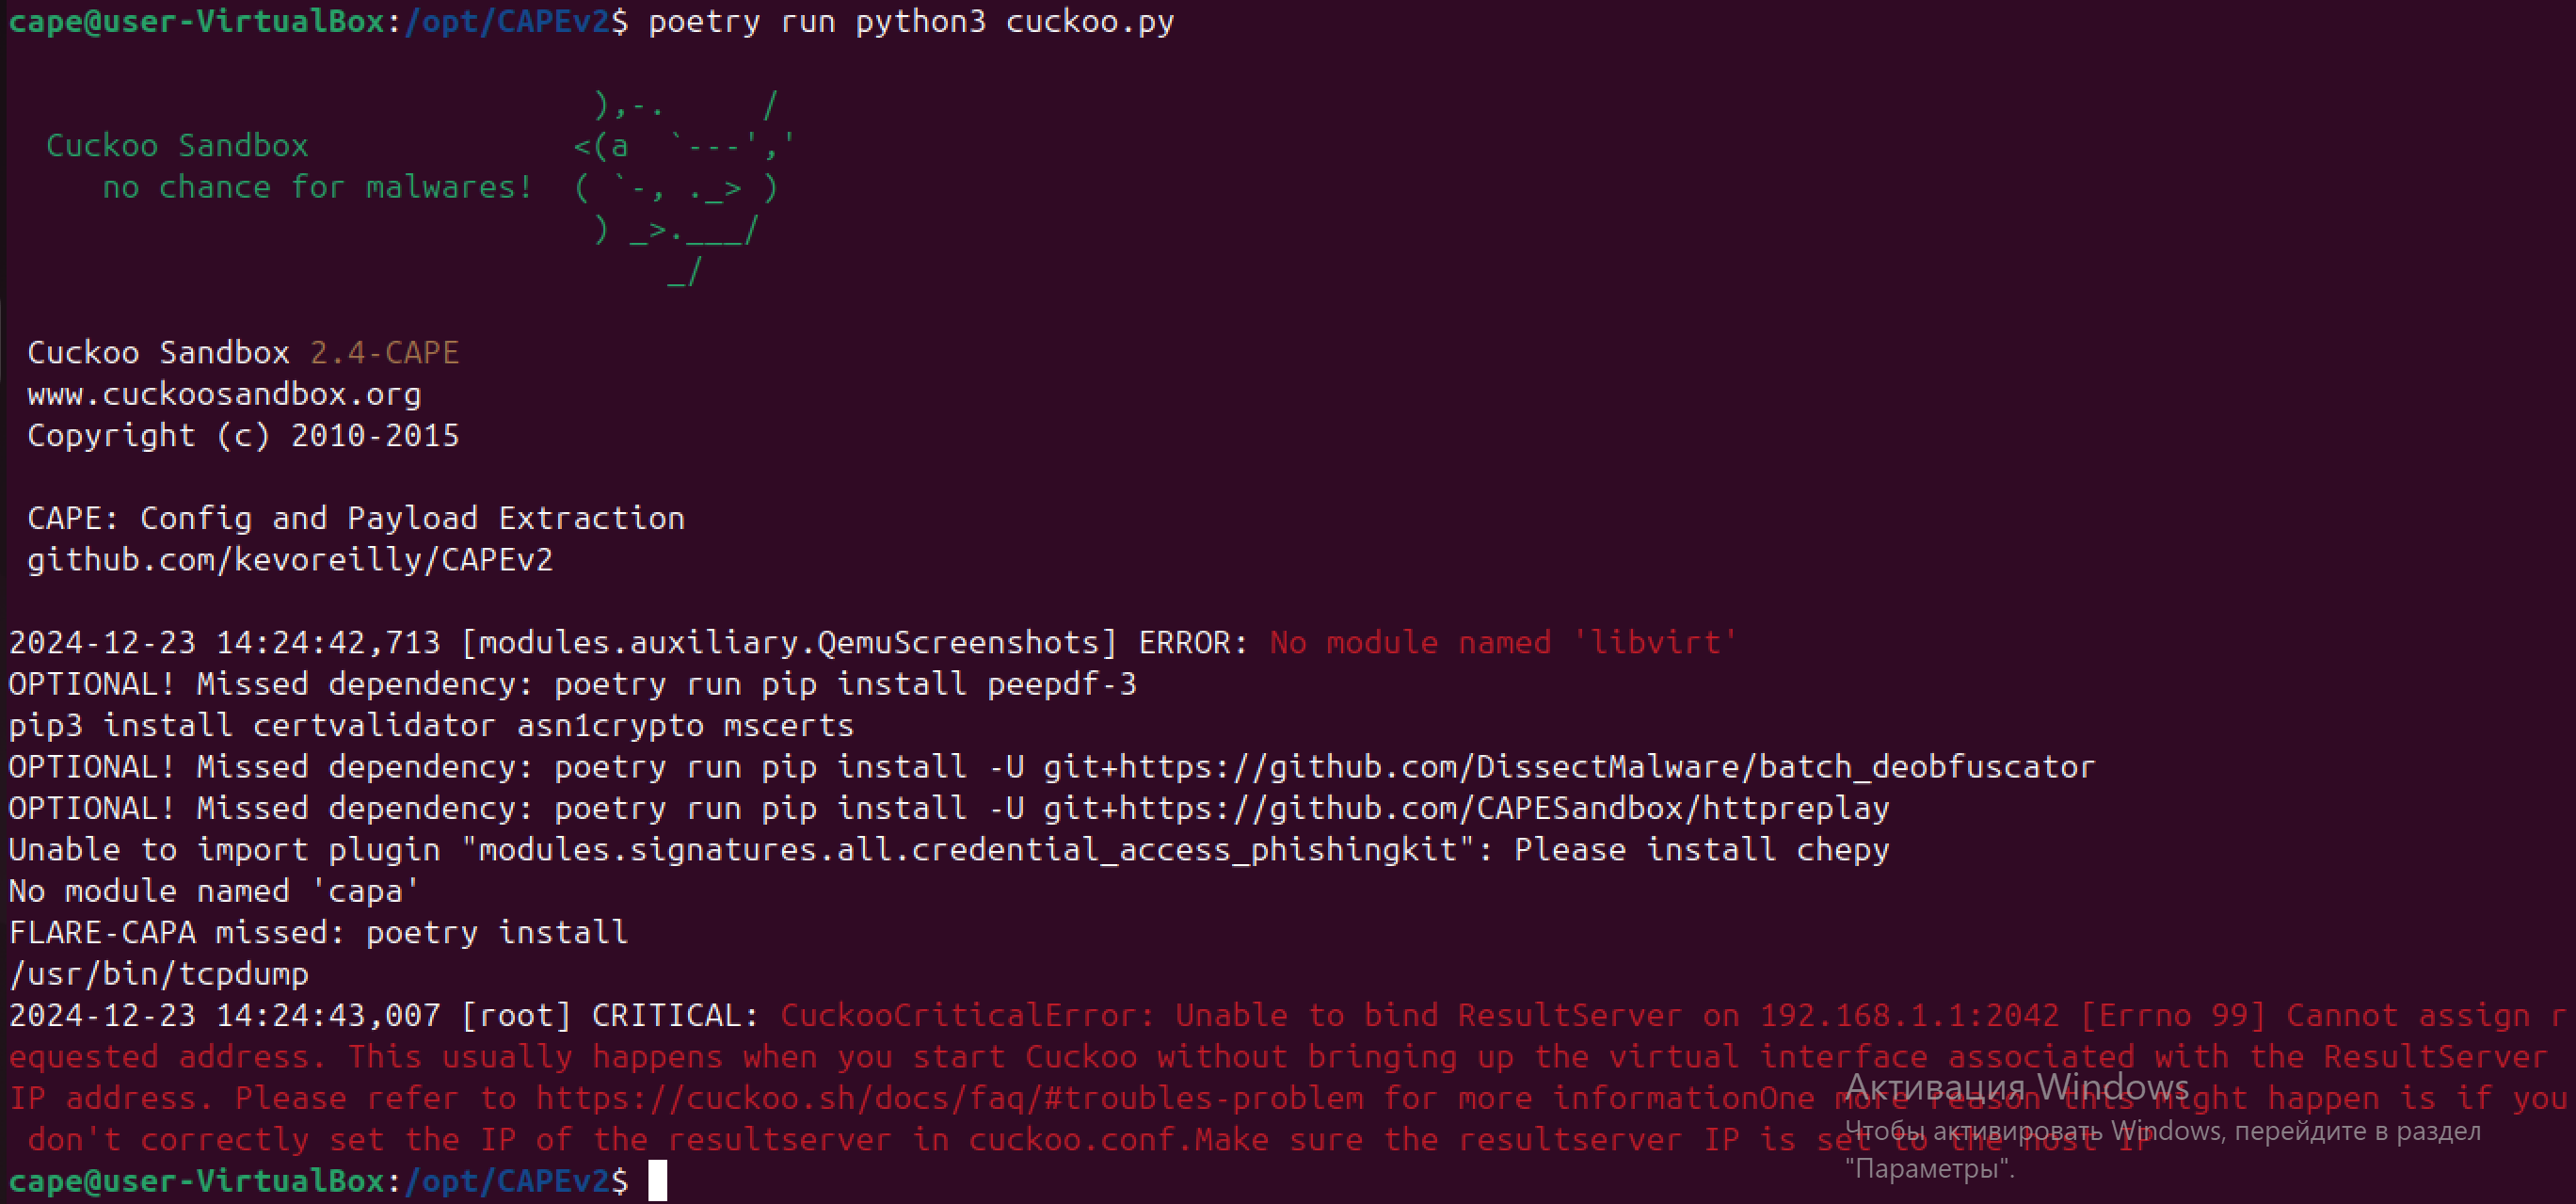 cape@user-VirtualBox:/opt/CAPEv2$ poetry run python3 cuckoo.py
),-.     /
Cuckoo Sandbox              <(a  `---','
no chance for malwares!  ( `-, ._> )
) _>.___/
_/
Cuckoo Sandbox 2.4-CAPE
www.cuckoosandbox.org
Copyright (c) 2010-2015
CAPE: Config and Payload Extraction
github.com/kevoreilly/CAPEv2
2024-12-23 14:24:42,713 [modules.auxiliary.QemuScreenshots] ERROR: No module named 'libvirt'
OPTIONAL! Missed dependency: poetry run pip install peepdf-3
pip3 install certvalidator asn1crypto mscerts
OPTIONAL! Missed dependency: poetry run pip install -U git+https://github.com/DissectMalware/batch_deobfuscator
OPTIONAL! Missed dependency: poetry run pip install -U git+https://github.com/CAPESandbox/httpreplay
Unable to import plugin "modules.signatures.all.credential_access_phishingkit": Please install chepy
No module named 'capa'
FLARE-CAPA missed: poetry install
/usr/bin/tcpdump
2024-12-23 14:24:43,007 [root] CRITICAL: CuckooCriticalError: Unable to bind ResultServer on 192.168.1.1:2042 [Errno 99] Cannot assign r
equested address. This usually happens when you start Cuckoo without bringing up the virtual interface associated with the ResultServer
IP address. Please refer to https://cuckoo.sh/docs/faq/#troubles-problem for more informationOne more reason this might happen is if you
don't correctly set the IP of the resultserver in cuckoo.conf.Make sure the resultserver IP is set to the host IP
cape@user-VirtualBox:/opt/CAPEv2$
Активация Windows
Чтобы активировать Windows, перейдите в раздел
"Параметры".